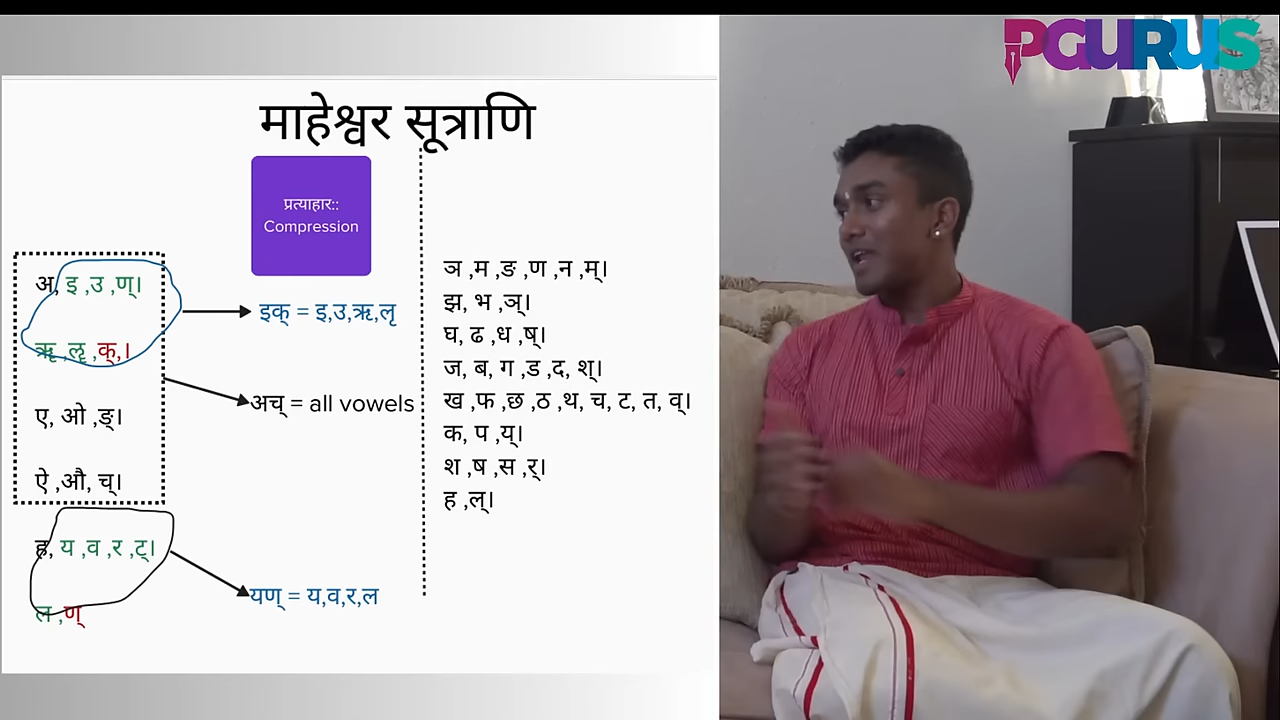 PGURUS
माहेश्वर सूत्राणि
प्रत्याहार::
Compression
अ, इ ,उ ,ण्।
ऋ ,ऌ ,क्,।
ए, ओ ,ङ्।
ऐ ,औ, च्।
ह, य ,व ,र ,ट्।
ल ,ण्
इक् = इ,उ,ऋ,लृ
अच् = all vowels
यण् = य,व,र,ल
ञ ,म ,ङ ,ण ,न ,म्।
झ, भ ,ञ्।
घ, ढ ,ध ,ष्।
ज, ब, ग ,ड ,द, श्।
ख ,फ ,छ ,ठ ,थ, च, ट, त, व्।
क, प ,य्।
श ,ष ,स ,र्।
ह ,ल्।